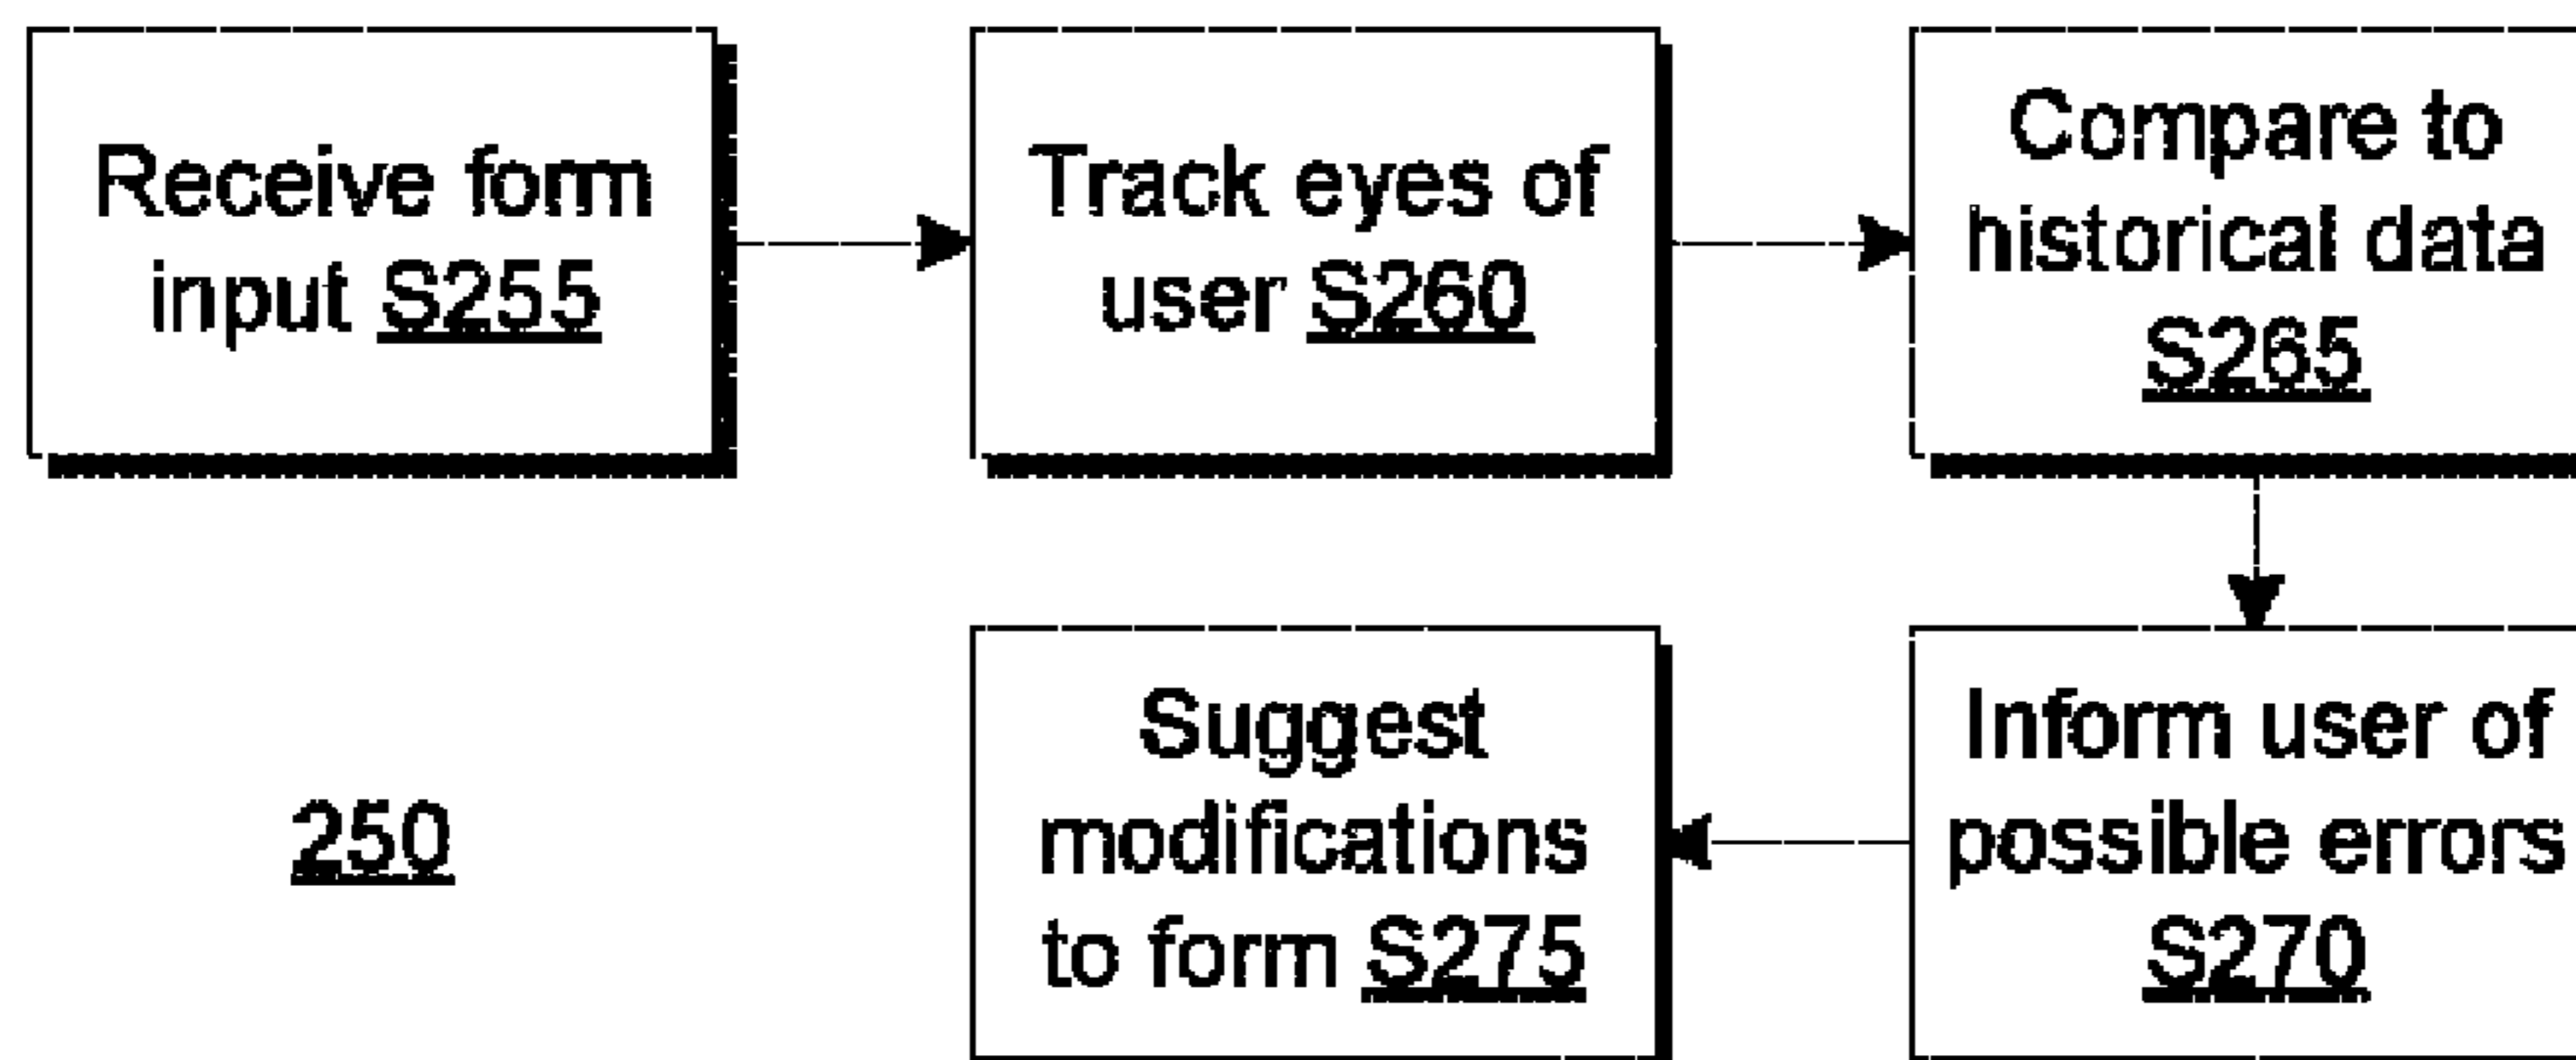 Receive form
input S255
Track eyes of
user S260
Compare to
historical data
S265
Inform user of
possible errors
S270
Suggest
modifications
to form S275
250